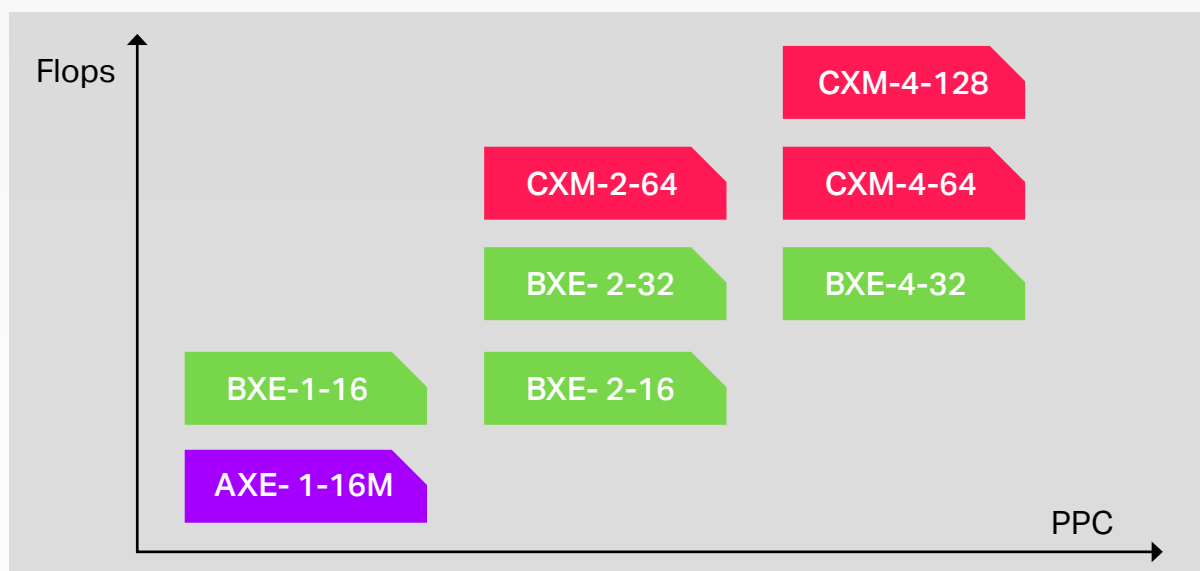 Flops
CXM-4-128
CXM-2-64
CXM-4-64
BXE- 2-32
BXE-4-32
BXE-1-16
BXE- 2-16
AXE- 1-16M
PPC